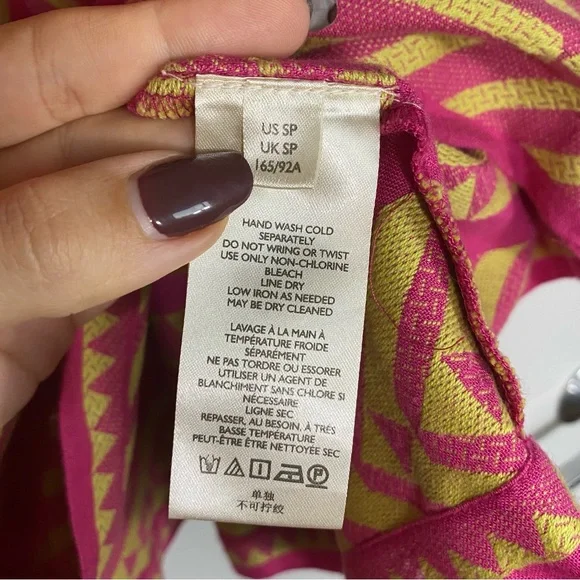 US SP
UK SP
165/92A
HAND WASH COLD
SEPARATELY
DO NOT WRING OR TWIST
USE ONLY NON-CHLORINE
BLEACH
LINE DRY
LOW IRON AS NEEDED
MAY BE DRY CLEANED
LAVAGE À LA MAIN À
TEMPÉRATURE FROIDE
SÉPARÉMENT
NE PAS TORDRE OU ESSORER
UTILISER UN AGENT DE
BLANCHIMENT SANS CHLORE SI
NÉCESSAIRE
LIGNE SEC
REPASSER, AU BESOIN, À TRÉS
BASSE TEMPÉRATURE
PEUT-ÊTRE ÊTRE NETTOYÉE SEC
单独
不可拧绞